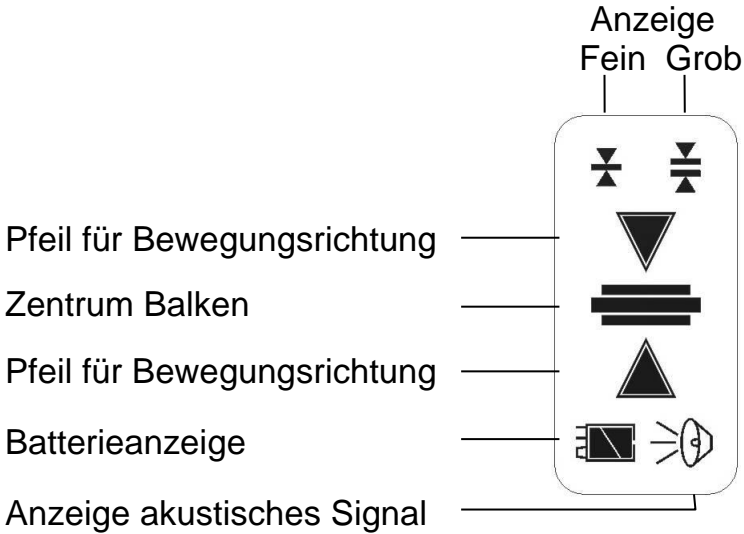 Anzeige
Fein Grob
Pfeil für Bewegungsrichtung
Zentrum Balken
Pfeil für Bewegungsrichtung
Batterieanzeige
Anzeige akustisches Signal